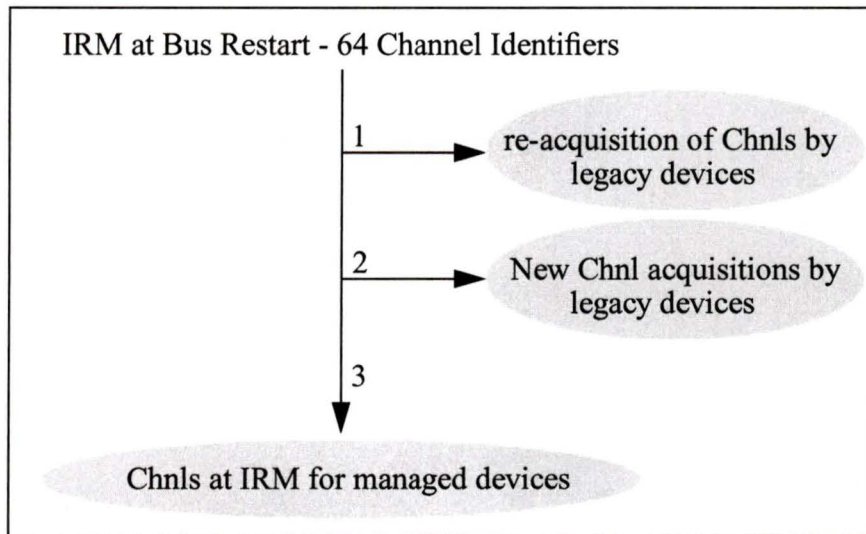 IRM at Bus Restart - 64 Channel Identifiers
1
re-acquisition of Chnls by
legacy devices
2
New Chnl acquisitions by
legacy devices
3
Chnls at IRM for managed devices